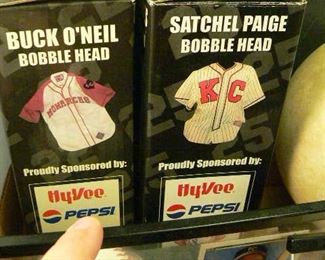 BUCK O'NEIL
BOBBLE HEAD
MONARCHS
Proudly Sponsored by:
HyVee
PEPSI
SATCHEL PAIGE
BOBBLE HEAD
KC
Proudly Sponsored by:
HyVee
PEPSI